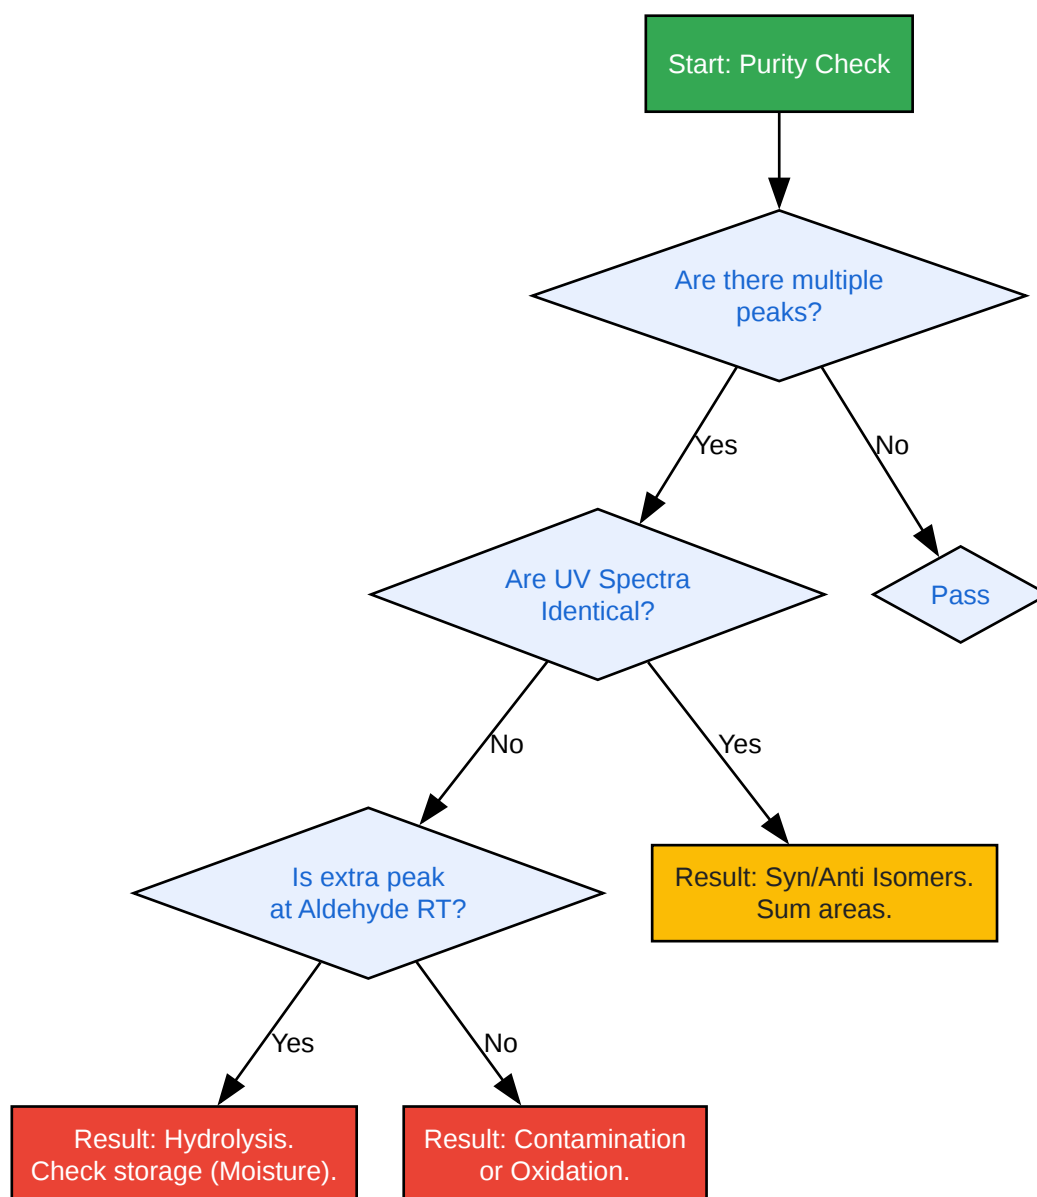 Start: Purity Check
Are there multiple
peaks?
Yes
No
Are UV Spectra
Identical?
Pass
No
Yes
Is extra peak
at Aldehyde RT?
Result: Syn/Anti Isomers.
Sum areas.
Yes
No
Result: Hydrolysis.
Check storage (Moisture).
Result: Contamination
or Oxidation.